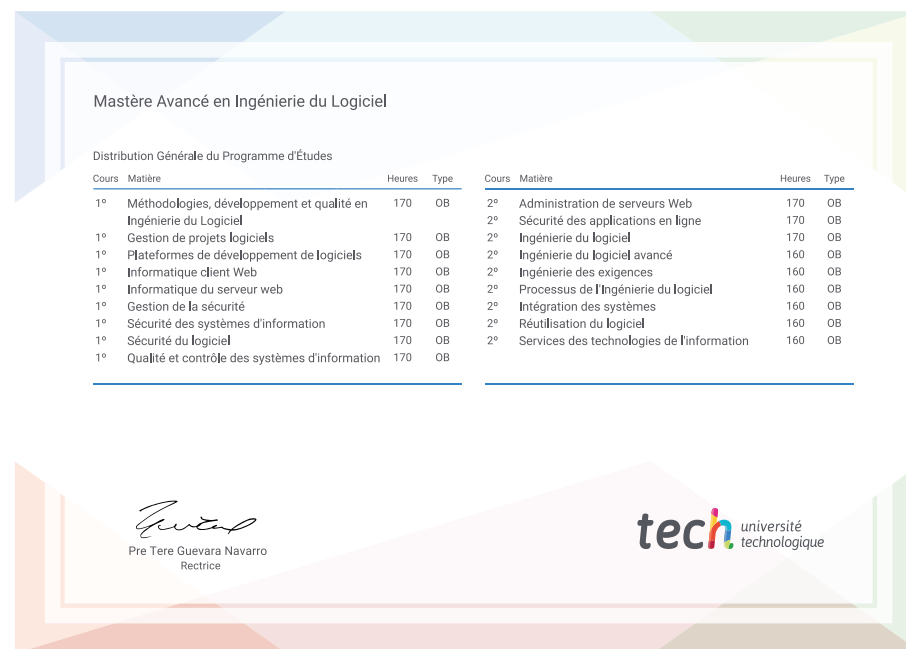 Mastère Avancé en Ingénierie du Logiciel
Distribution Générale du Programme d'Études
Cours Matière Heures Type
1º Méthodologies, développement et qualité en 170 OB
Ingénierie du Logiciel
1º Gestion de projets logiciels 170 OB
1º Plateformes de développement de logiciels 170 OB
1º Informatique client Web 170 OB
1º Informatique du serveur web 170 OB
1º Gestion de la sécurité 170 OB
1º Sécurité des systèmes d'information 170 OB
1º Sécurité du logiciel 170 OB
1º Qualité et contrôle des systèmes d'information 170 OB
Cours Matière Heures Type
2º Administration de serveurs Web 170 OB
2º Sécurité des applications en ligne 170 OB
2º Ingénierie du logiciel 170 OB
2º Ingénierie du logiciel avancé 160 OB
2º Ingénierie des exigences 160 OB
2º Processus de l'Ingénierie du logiciel 160 OB
2º Intégration des systèmes 160 OB
2º Réutilisation du logiciel 160 OB
2º Services des technologies de l'information 160 OB
Pre Tere Guevara Navarro
Rectrice
tech université
technologique